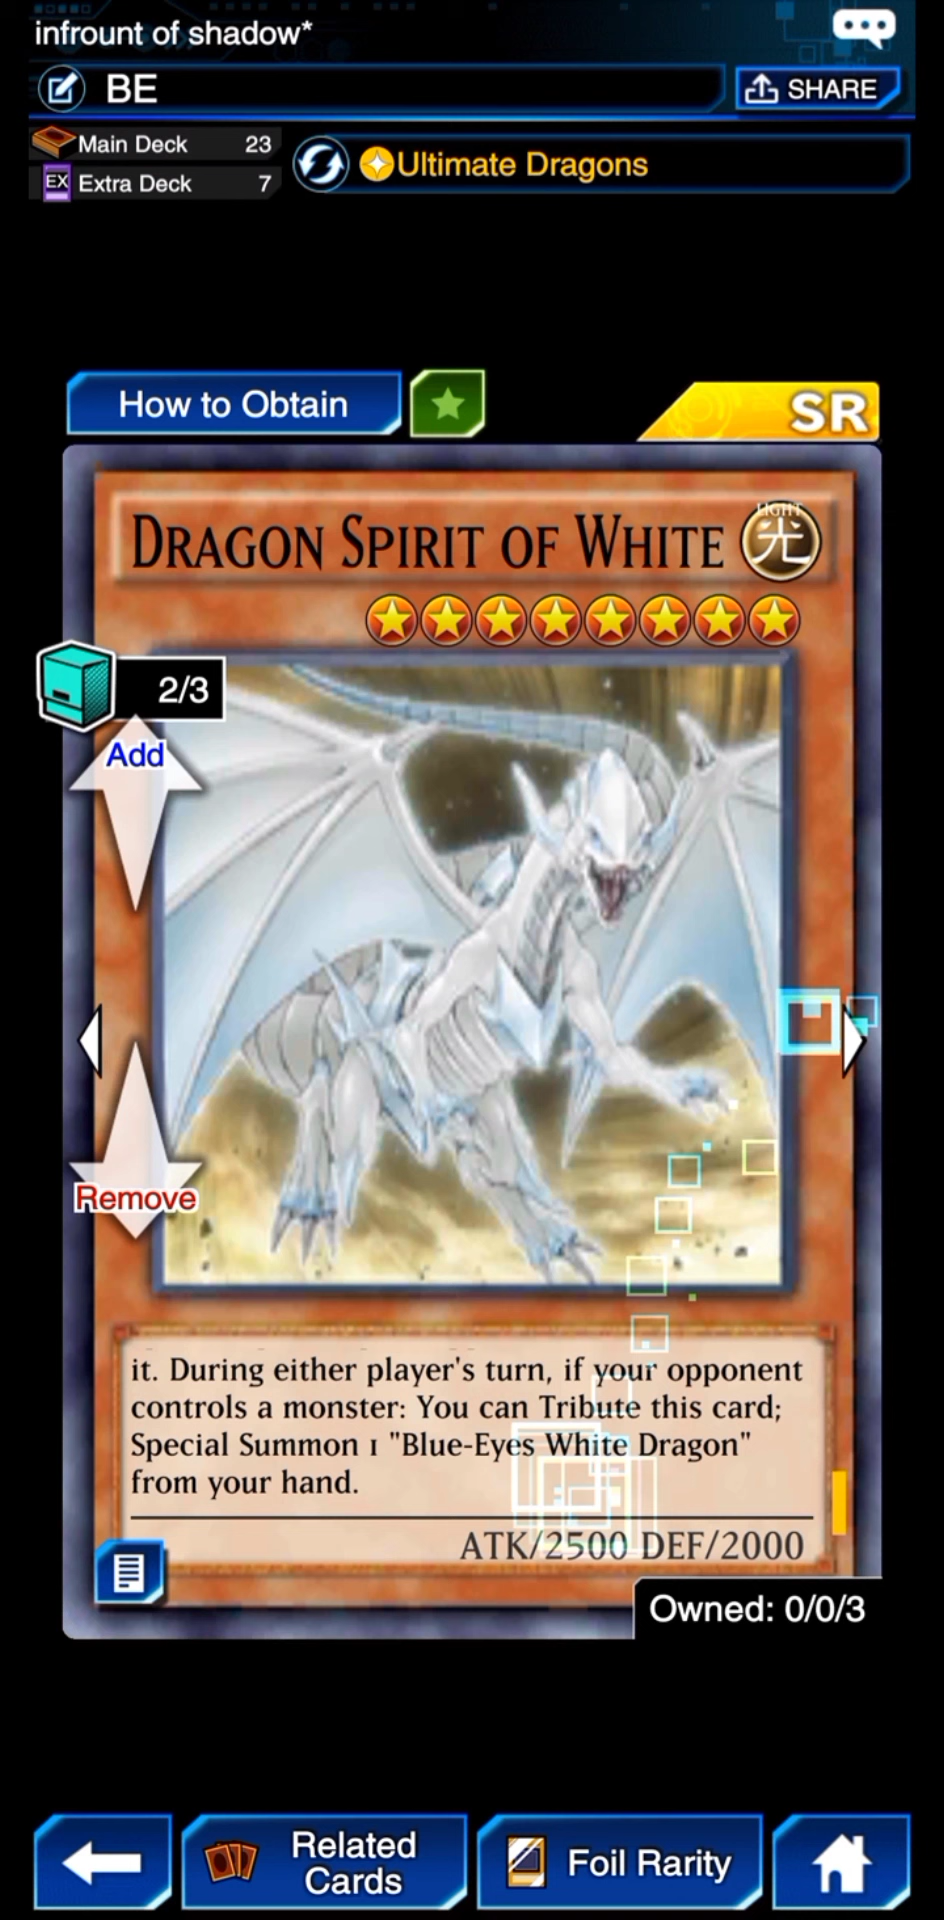 infrount of shadow*
BE
SHARE
Main Deck 23
EX Extra Deck 7
Ultimate Dragons
How to Obtain
SR
DRAGON SPIRIT OF WHITE
LIGHT
光
2/3
Add
Remove
it. During either player's turn, if your opponent
controls a monster: You can Tribute this card;
Special Summon 1 "Blue-Eyes White Dragon"
from your hand.
ATK/2500 DEF/2000
Owned: 0/0/3
Related
Cards
Foil Rarity